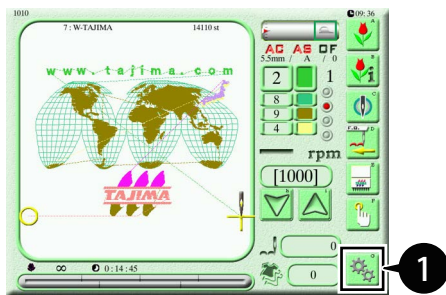 1010
09:36
7 : W-TAJIMA 14110 st
AC AS OF
5.5mm / A / 0
www.tajima.com
2 1
8
9
4
rpm
[1000]
TAJIMA
0
0
∞ 0 : 14 : 45
1